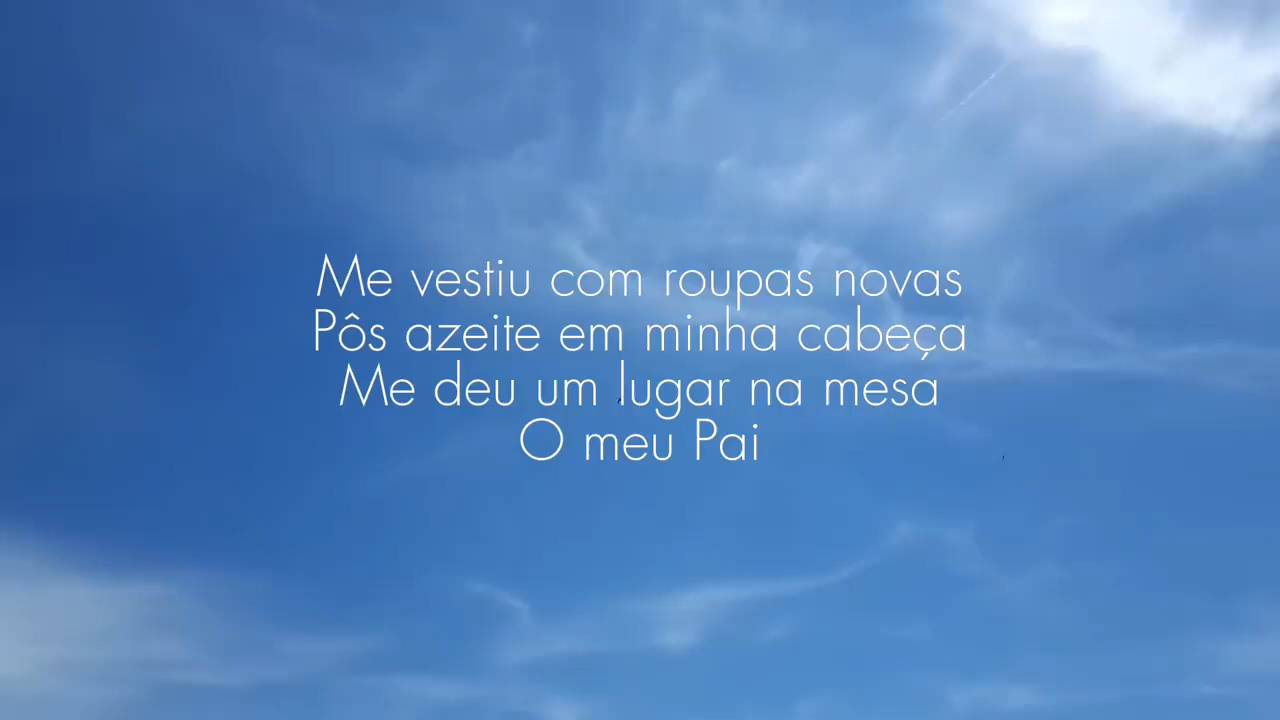 Me vestiu com roupas novas
Pôs azeite em minha cabeça
Me deu um lugar na mesa
O meu Pai